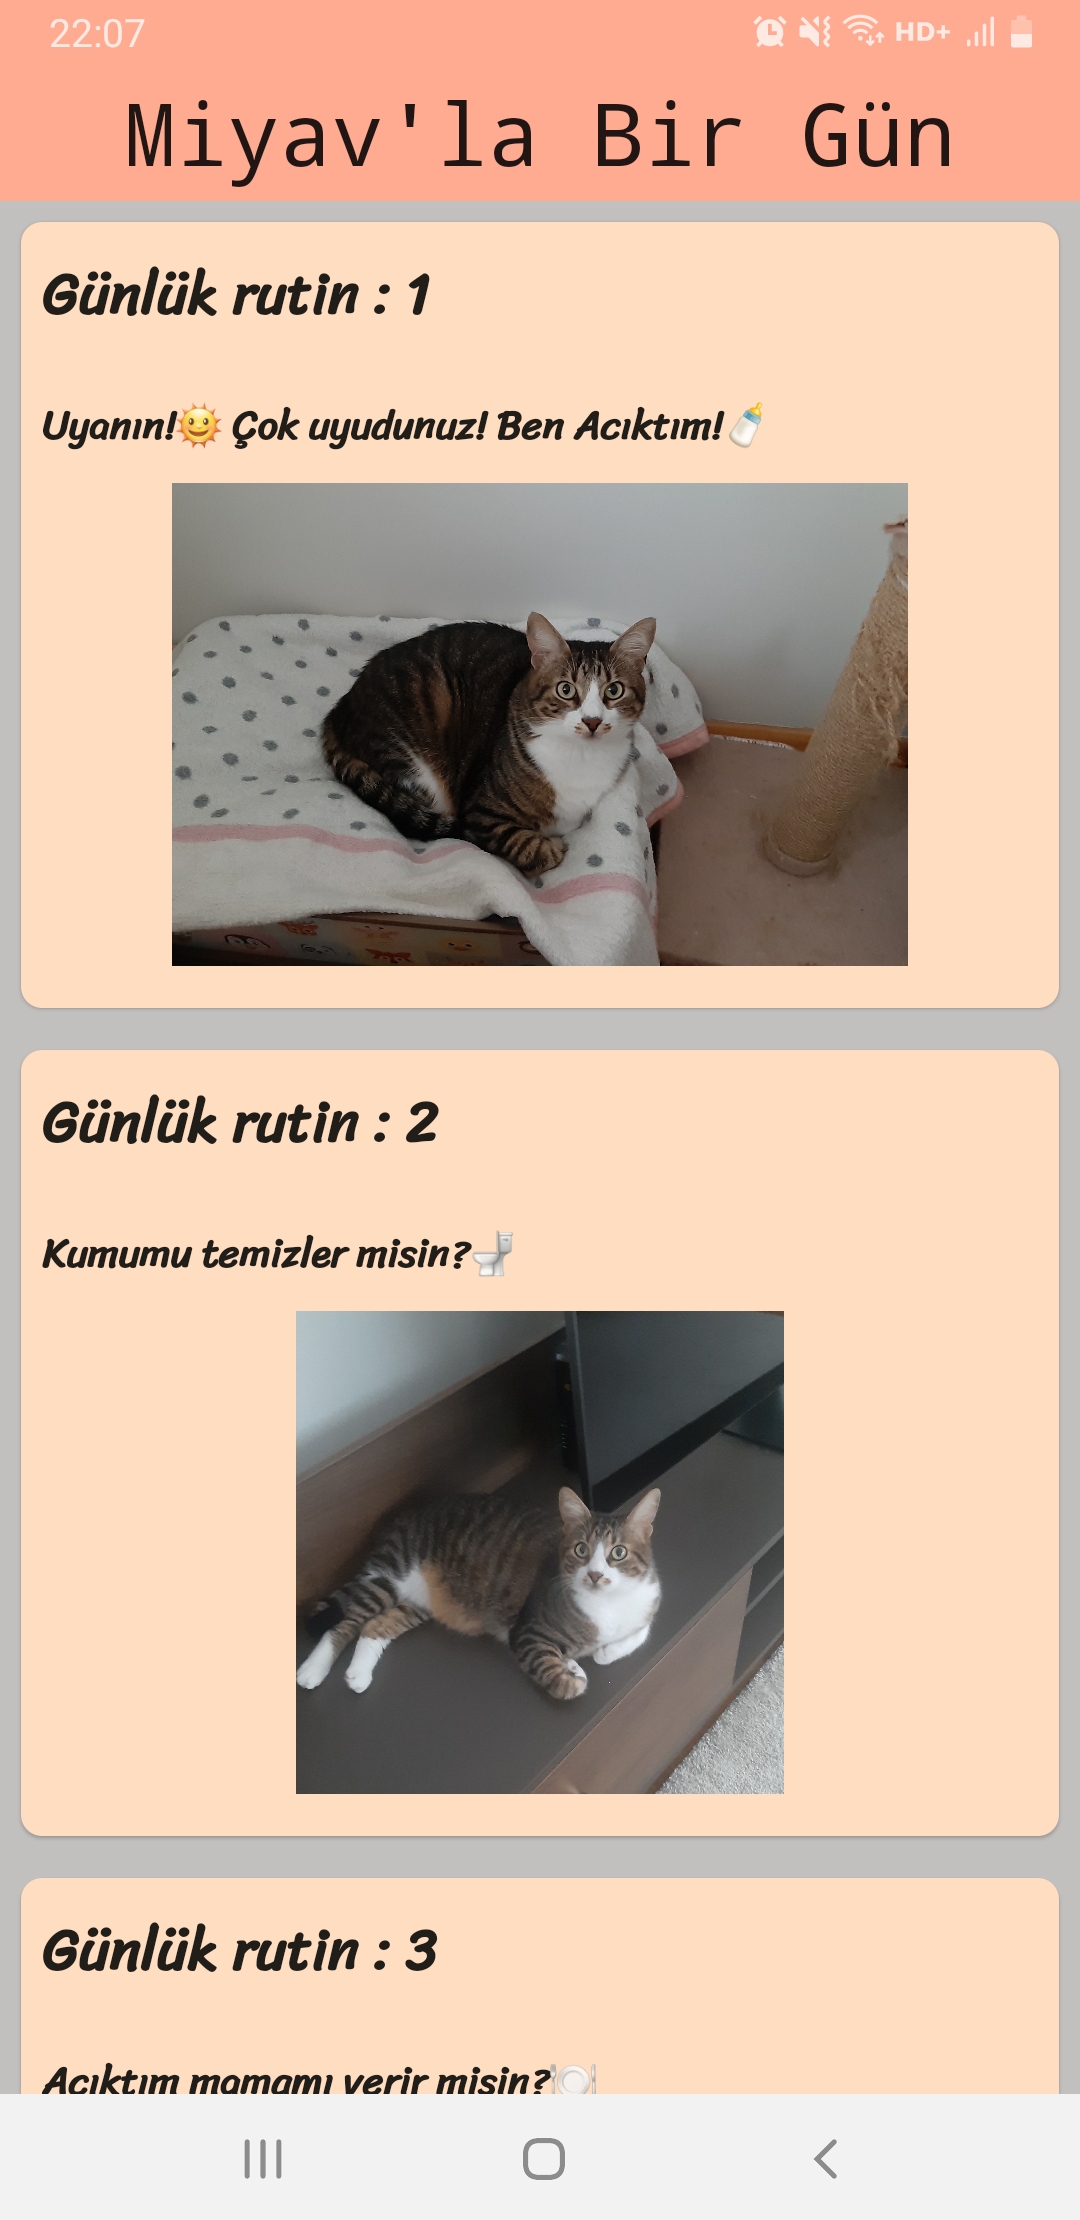 22:07 HD+
Miyav'la Bir Gün
Günlük rutin : 1
Uyanın!🌞 Çok uyudunuz! Ben Acıktım!🍼
Günlük rutin : 2
Kumumu temizler misin?🚽
Günlük rutin : 3
Acıktım mamamı verir misin?🍽️